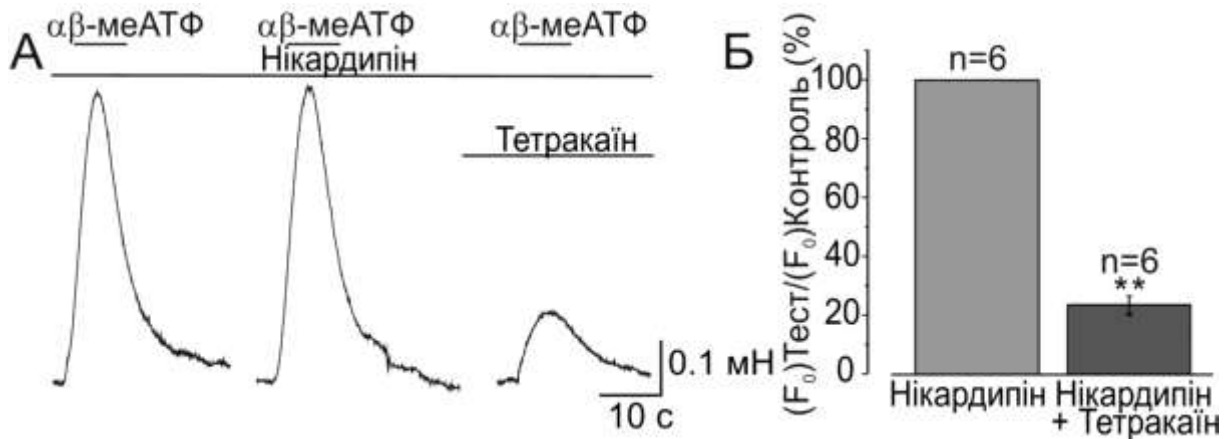 А
αβ-меАТФ
αβ-меАТФ
αβ-меАТФ
Нікардипін
Тетракаїн
0.1 мН
10 с
Б
(F₀)Тест/(F₀)Контроль (%)
100
80
60
40
20
0
n=6
n=6
**
Нікардипін
Нікардипін
+ Тетракаїн